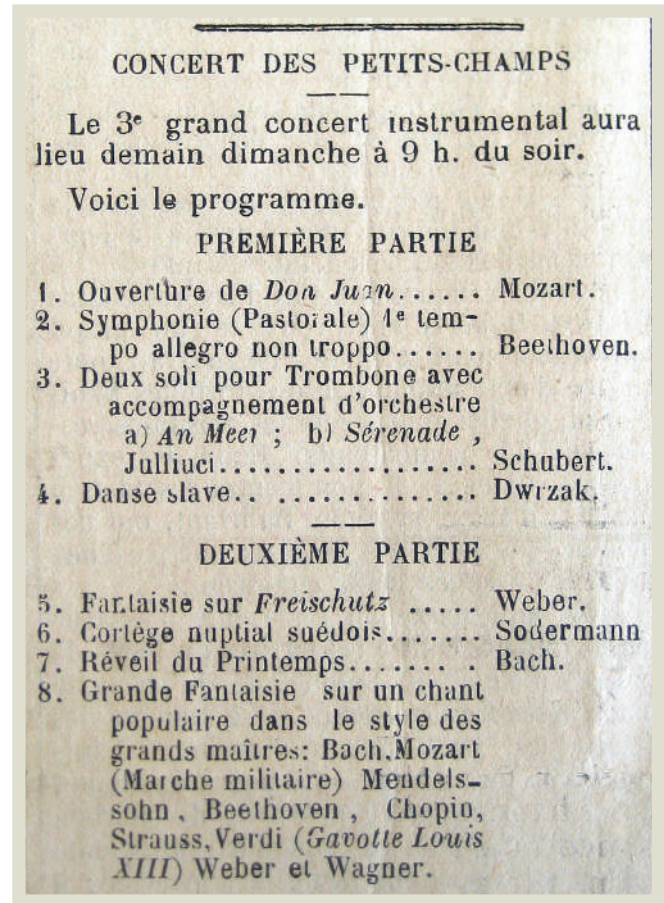 CONCERT DES PETITS-CHAMPS
Le 3e grand concert instrumental aura
lieu demain dimanche à 9 h. du soir.
Voici le programme.
PREMIÈRE PARTIE
1. Ouverture de Don Juan...... Mozart.
2. Symphonie (Pastorale) 1e tem-
po allegro non troppo...... Beethoven.
3. Deux soli pour Trombone avec
accompagnement d'orchestre
a) An Meer ; b) Sérenade ,
Julliuci.................. Schubert.
4. Danse slave.. .............. Dwrzak.
DEUXIÈME PARTIE
5. Fantaisie sur Freischutz ..... Weber.
6. Cortège nuptial suédois....... Sodermann
7. Réveil du Printemps....... . Bach.
8. Grande Fantaisie sur un chant
populaire dans le style des
grands maîtres: Bach.Mozart
(Marche militaire) Mendels-
sohn , Beethoven , Chopin,
Strauss,Verdi (Gavotte Louis
XIII) Weber et Wagner.